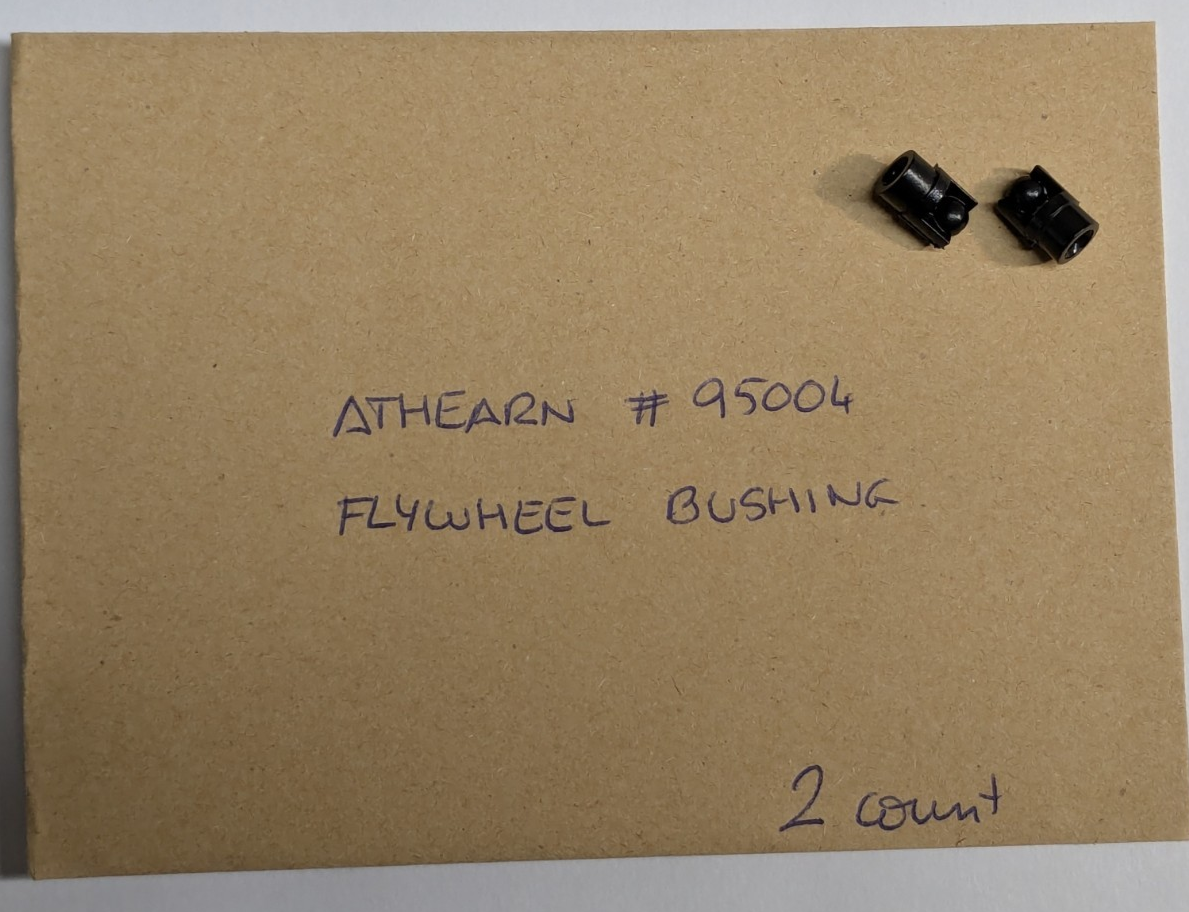 ATHEARN # 95004
FLYWHEEL BUSHING
2 count